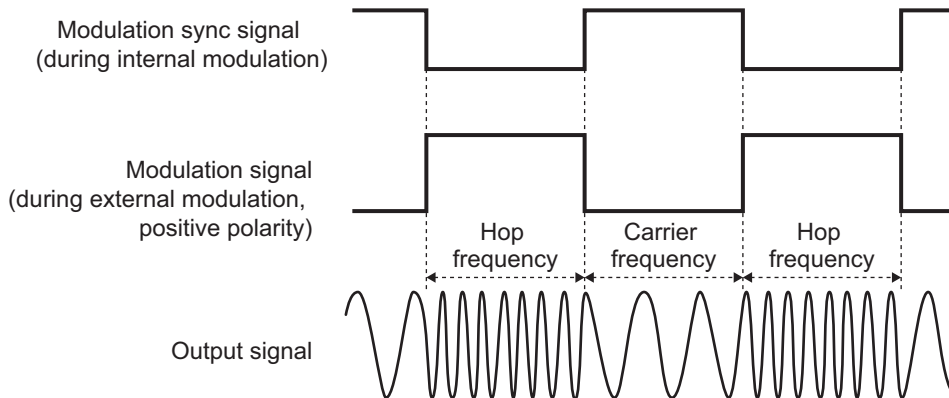 Modulation sync signal
(during internal modulation)
Modulation signal
(during external modulation,
positive polarity)
Hop
frequency
Carrier
frequency
Hop
frequency
Output signal